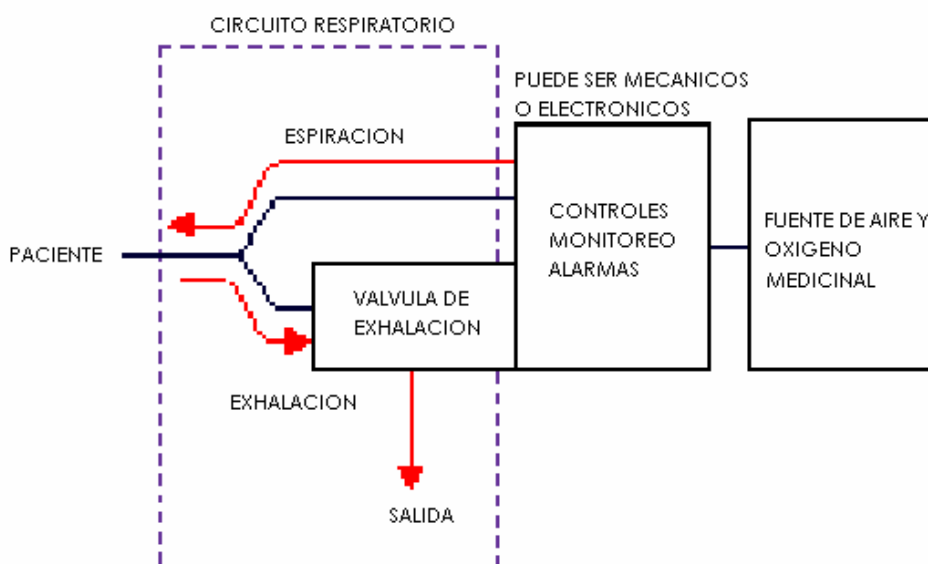 CIRCUITO RESPIRATORIO
PUEDE SER MECANICOS
O ELECTRONICOS
ESPIRACION
CONTROLES
MONITOREO
ALARMAS
FUENTE DE AIRE Y
OXIGENO
MEDICINAL
PACIENTE
VALVULA DE
EXHALACION
EXHALACION
SALIDA